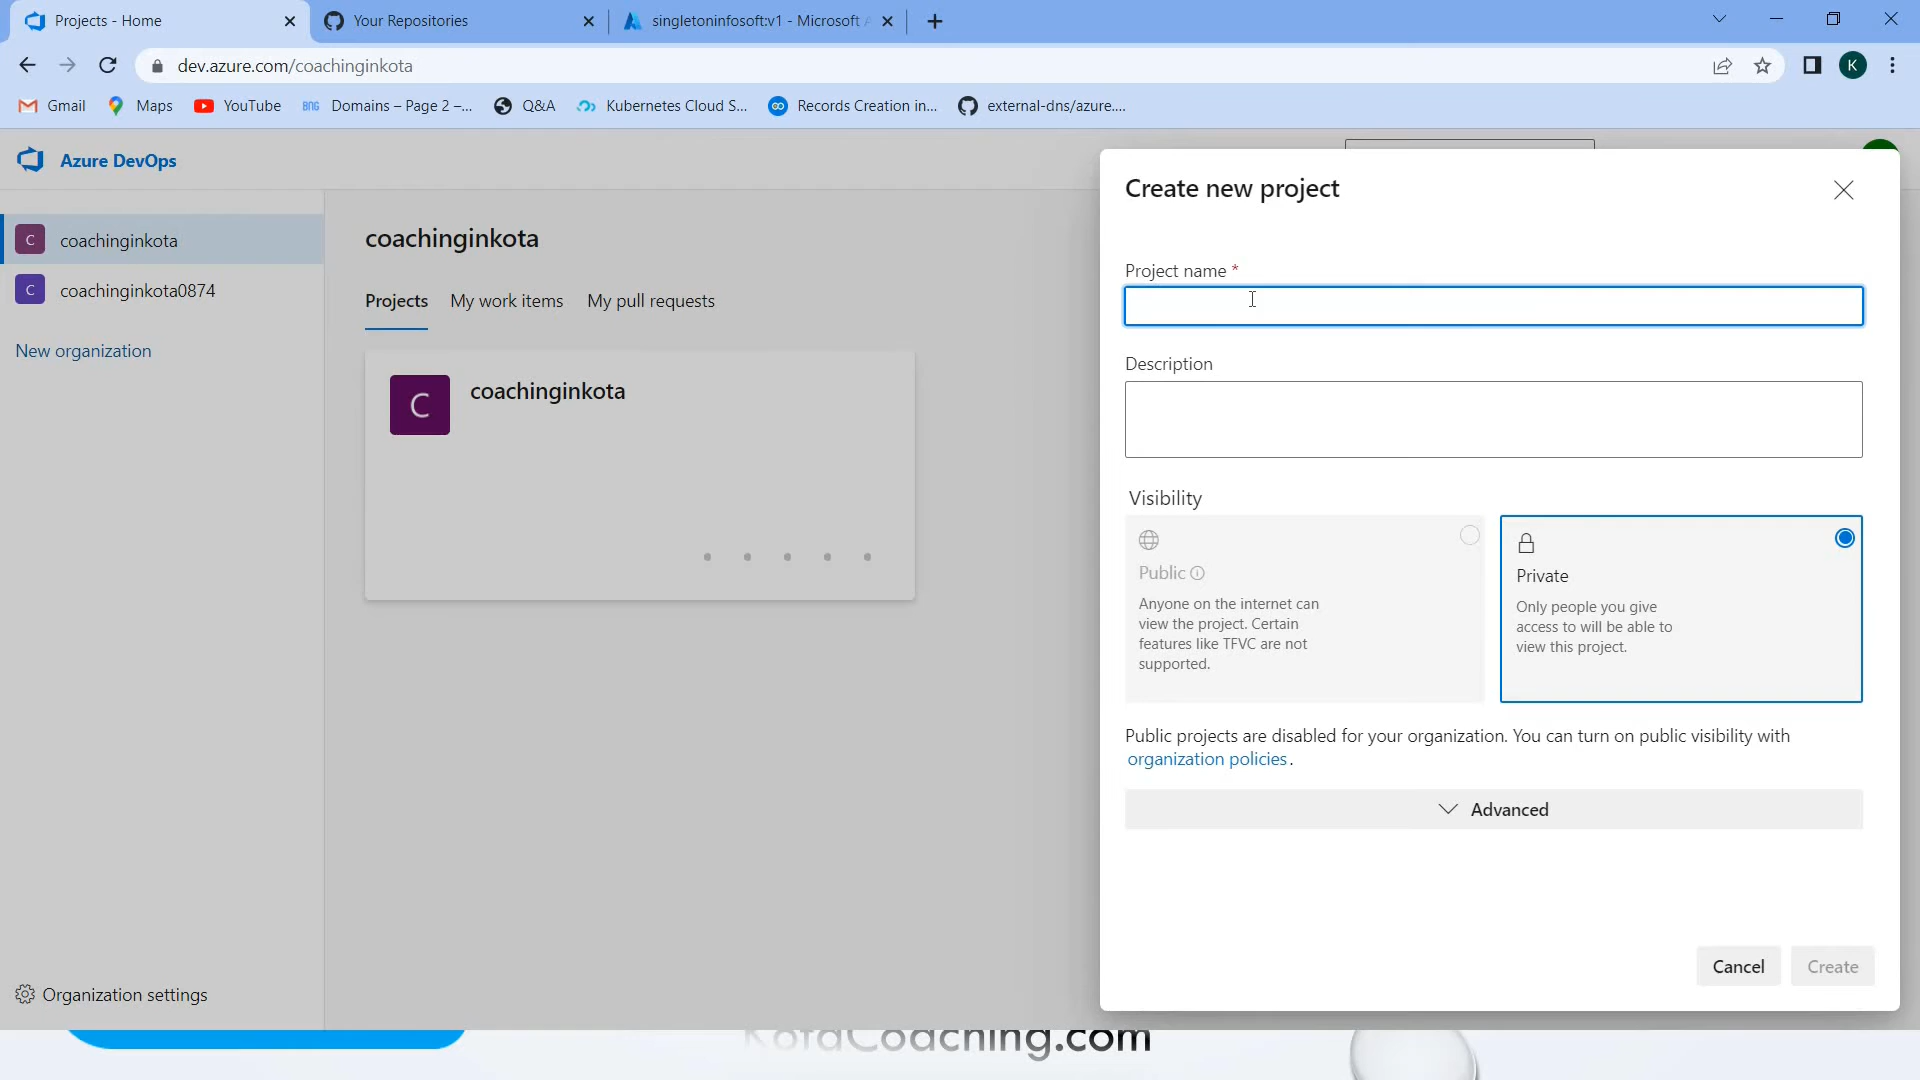 Projects - Home
Your Repositories
singletoninfosoft:v1 - Microsoft
dev.azure.com/coachinginkota
K
Gmail
Maps
YouTube
Domains – Page 2 –...
Q&A
Kubernetes Cloud S...
Records Creation in...
external-dns/azure....
Azure DevOps
C coachinginkota
C coachinginkota0874
New organization
Organization settings
coachinginkota
Projects My work items My pull requests
C coachinginkota
Create new project
Project name *
Description
Visibility
Public
Anyone on the internet can
view the project. Certain
features like TFVC are not
supported.
Private
Only people you give
access to will be able to
view this project.
Public projects are disabled for your organization. You can turn on public visibility with
organization policies.
Advanced
Cancel Create
KotaCoaching.com